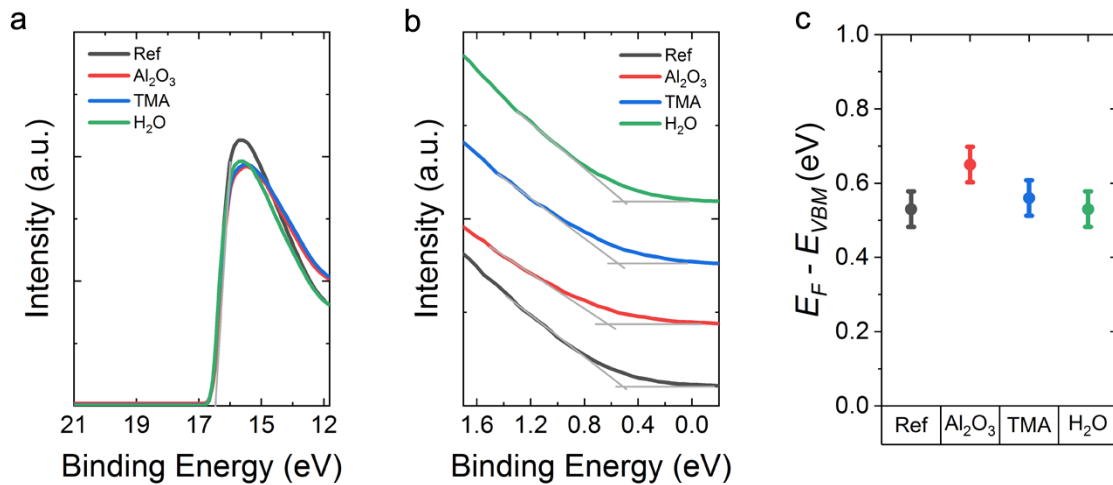 a
Ref
Al₂O₃
TMA
H₂O
Intensity (a.u.)
21 19 17 15 12
Binding Energy (eV)
b
Ref
Al₂O₃
TMA
H₂O
Intensity (a.u.)
1.6 1.2 0.8 0.4 0.0
Binding Energy (eV)
c
E_F - E_VBM (eV)
1.0
0.8
0.6
0.4
0.2
0.0
Ref Al₂O₃ TMA H₂O